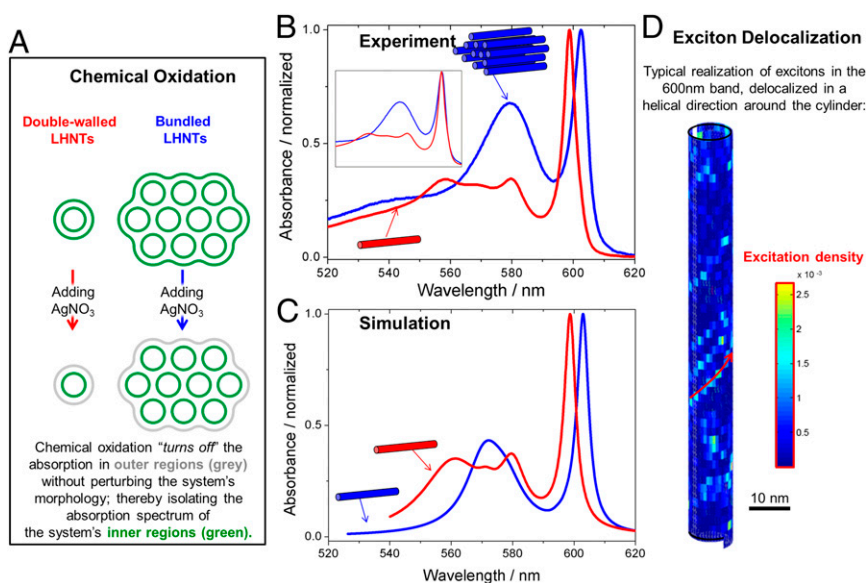 A
Chemical Oxidation
Double-walled LHNTs
Bundled LHNTs
Adding AgNO₃
Adding AgNO₃
Chemical oxidation “turns off” the
absorption in outer regions (grey)
without perturbing the system’s
morphology; thereby isolating the
absorption spectrum of
the system’s inner regions (green).
B
Experiment
Absorbance / normalized
1.0
0.5
0.0
520
540
560
580
600
620
Wavelength / nm
C
Simulation
Absorbance / normalized
1.0
0.5
0.0
520
540
560
580
600
620
Wavelength / nm
D
Exciton Delocalization
Typical realization of excitons in the
600nm band, delocalized in a
helical direction around the cylinder:
Excitation density
x 10⁻³
2.5
2
1.5
1
0.5
10 nm